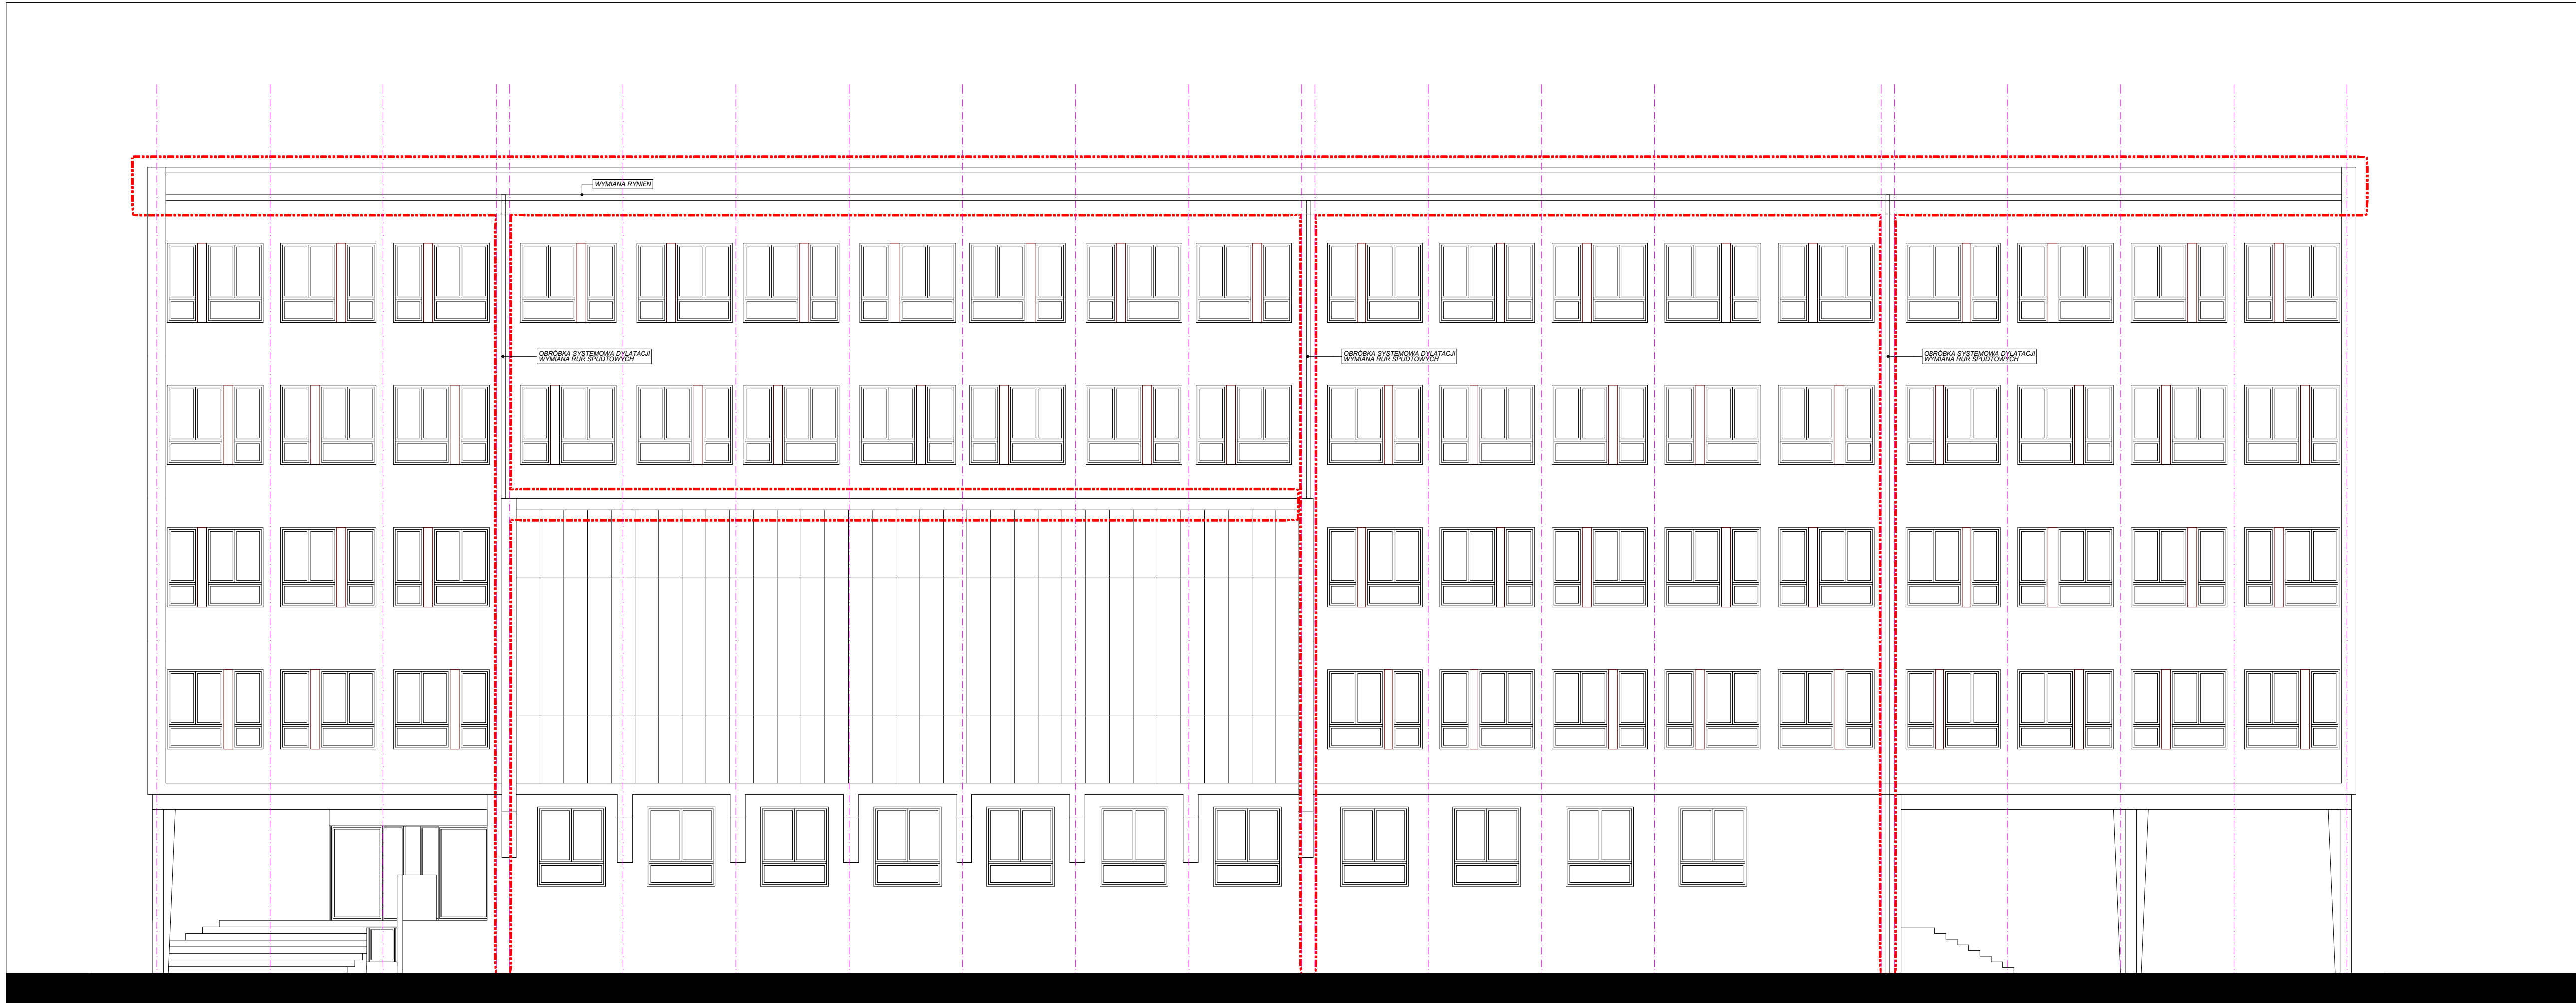 WYMIANA RYNIEN
OBRÓBKA SYSTEMOWA DYLATACJI
WYMIANA RUR SPUDTOWYCH
OBRÓBKA SYSTEMOWA DYLATACJI
WYMIANA RUR SPUDTOWYCH
OBRÓBKA SYSTEMOWA DYLATACJI
WYMIANA RUR SPUDTOWYCH